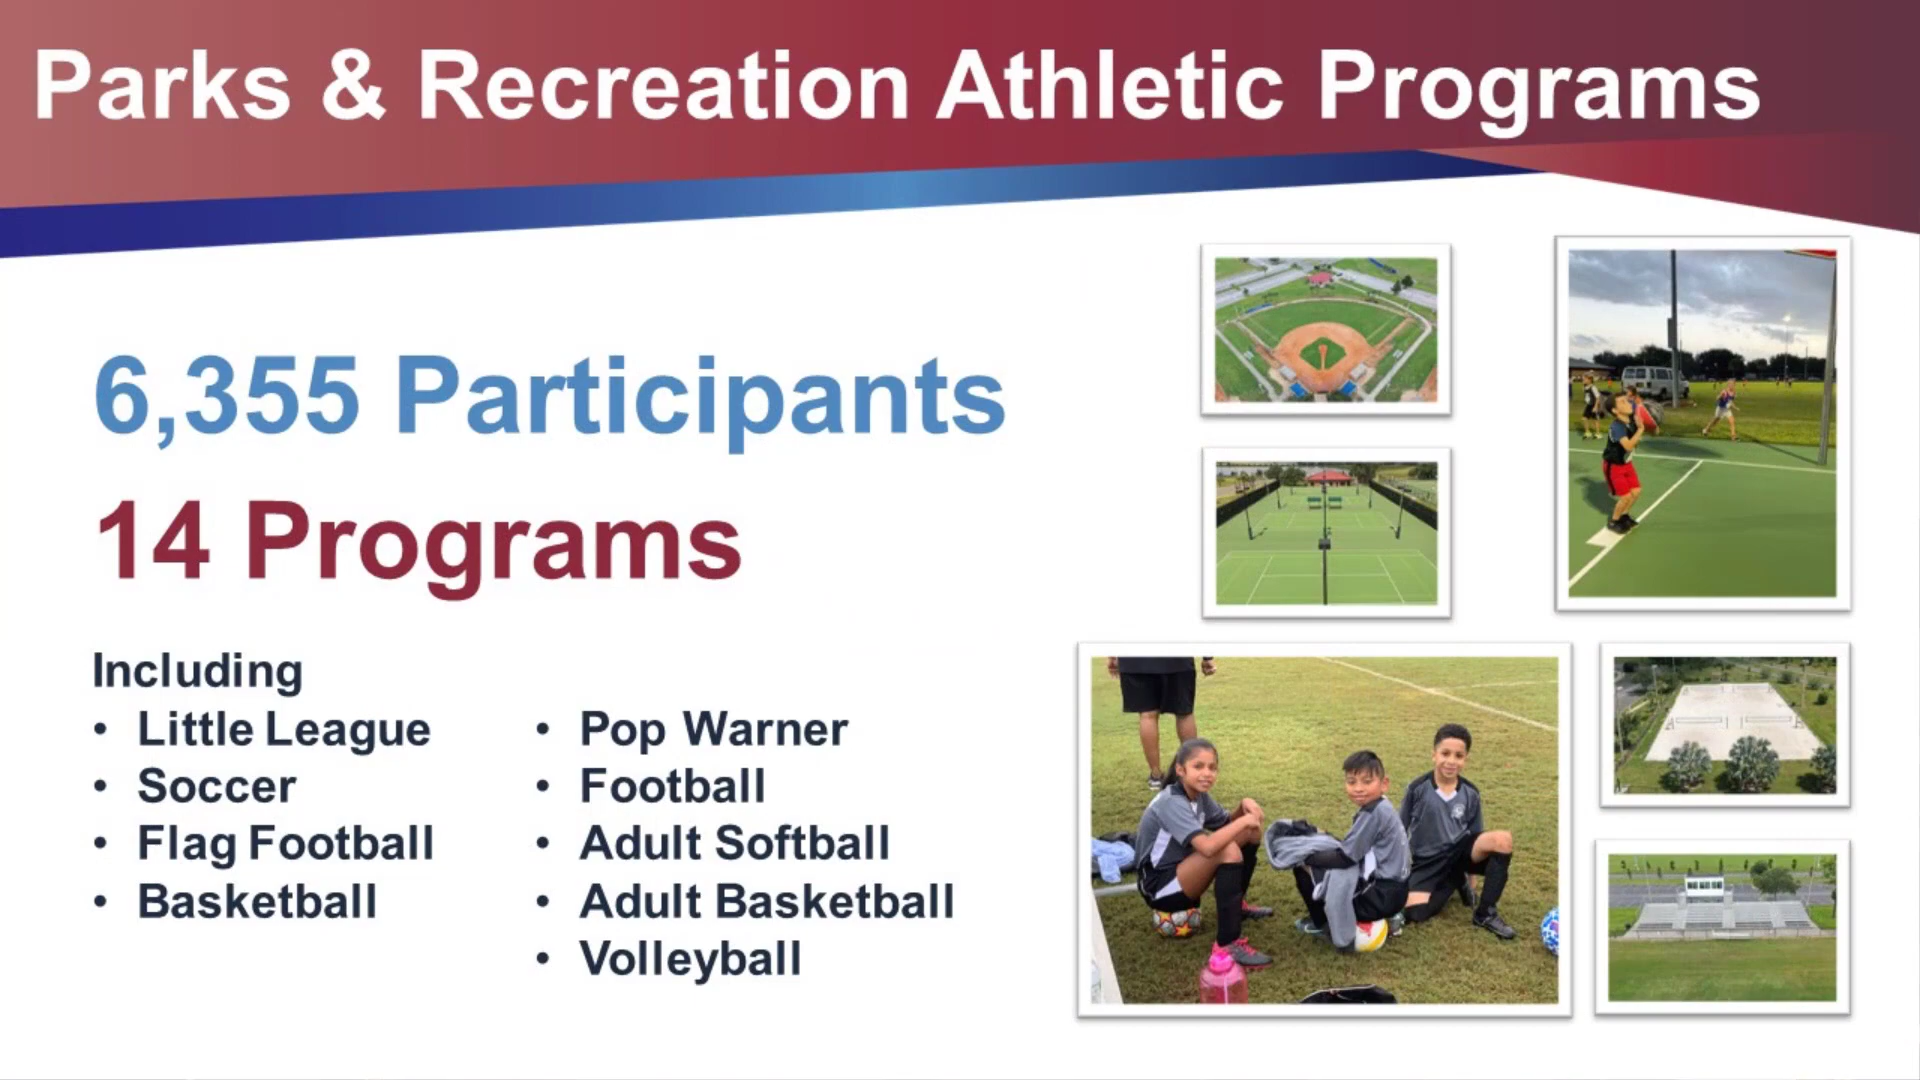 Parks & Recreation Athletic Programs
6,355 Participants
14 Programs
Including
• Little League
• Soccer
• Flag Football
• Basketball
• Pop Warner
• Football
• Adult Softball
• Adult Basketball
• Volleyball